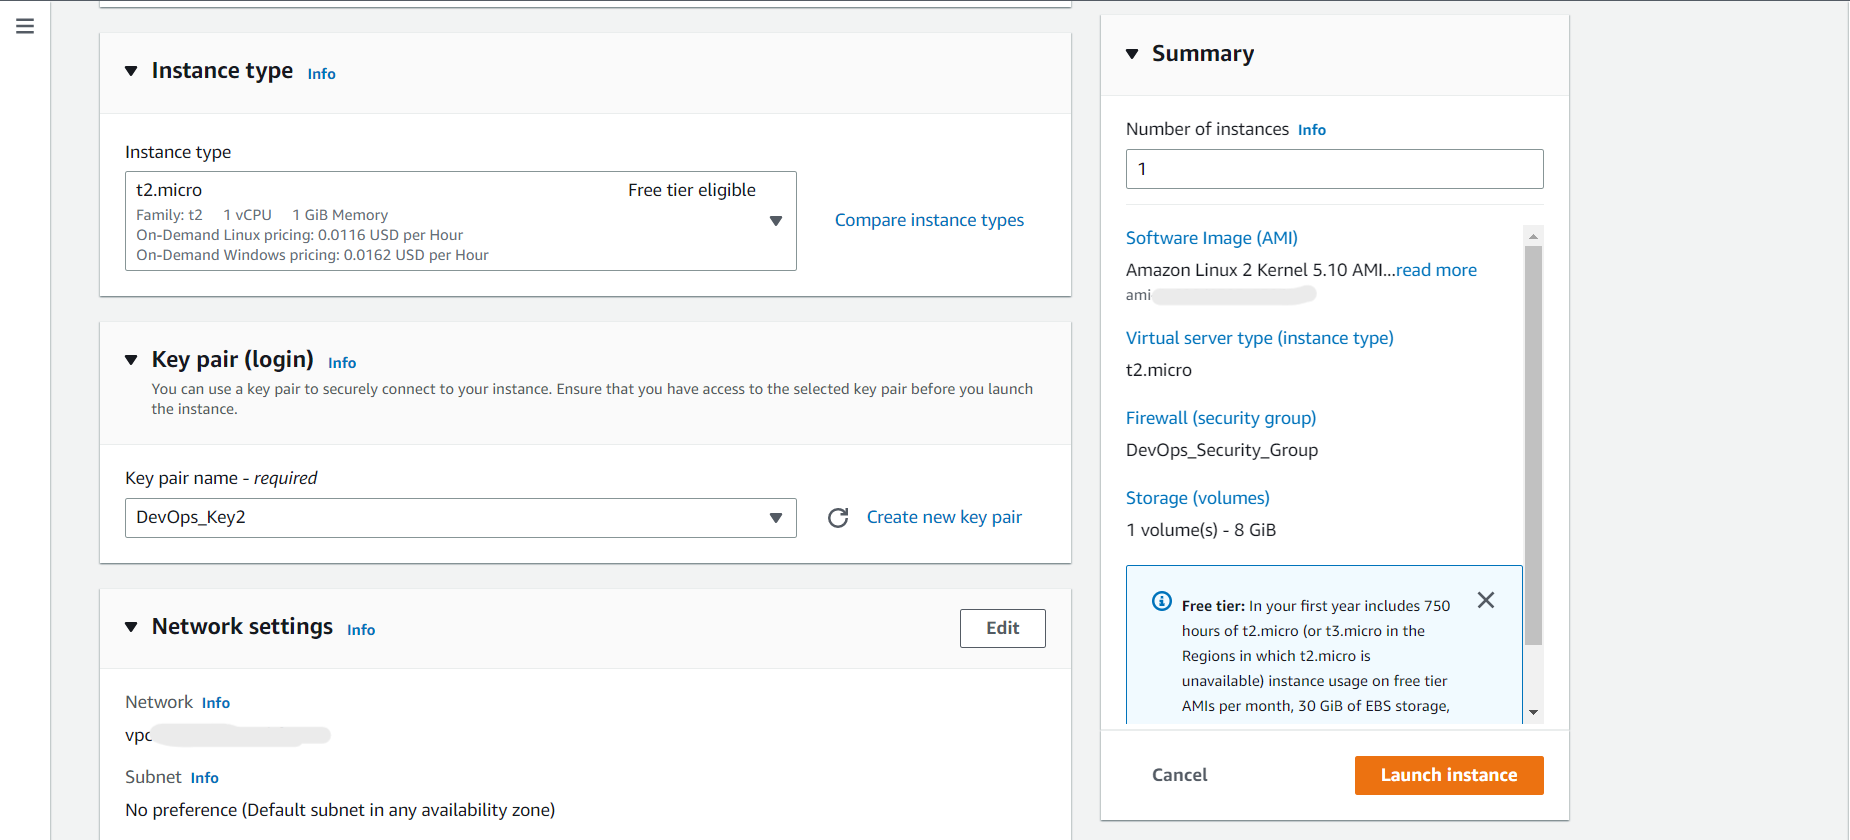 Instance type Info
Instance type
t2.micro Free tier eligible
Family: t2 1 vCPU 1 GiB Memory
On-Demand Linux pricing: 0.0116 USD per Hour
On-Demand Windows pricing: 0.0162 USD per Hour
Compare instance types
Key pair (login) Info
You can use a key pair to securely connect to your instance. Ensure that you have access to the selected key pair before you launch
the instance.
Key pair name - required
DevOps_Key2
Create new key pair
Network settings Info
Edit
Network Info
vpc
Subnet Info
No preference (Default subnet in any availability zone)
Summary
Number of instances Info
1
Software Image (AMI)
Amazon Linux 2 Kernel 5.10 AMI...read more
ami
Virtual server type (instance type)
t2.micro
Firewall (security group)
DevOps_Security_Group
Storage (volumes)
1 volume(s) - 8 GiB
Free tier: In your first year includes 750
hours of t2.micro (or t3.micro in the
Regions in which t2.micro is
unavailable) instance usage on free tier
AMIs per month, 30 GiB of EBS storage,
Cancel
Launch instance